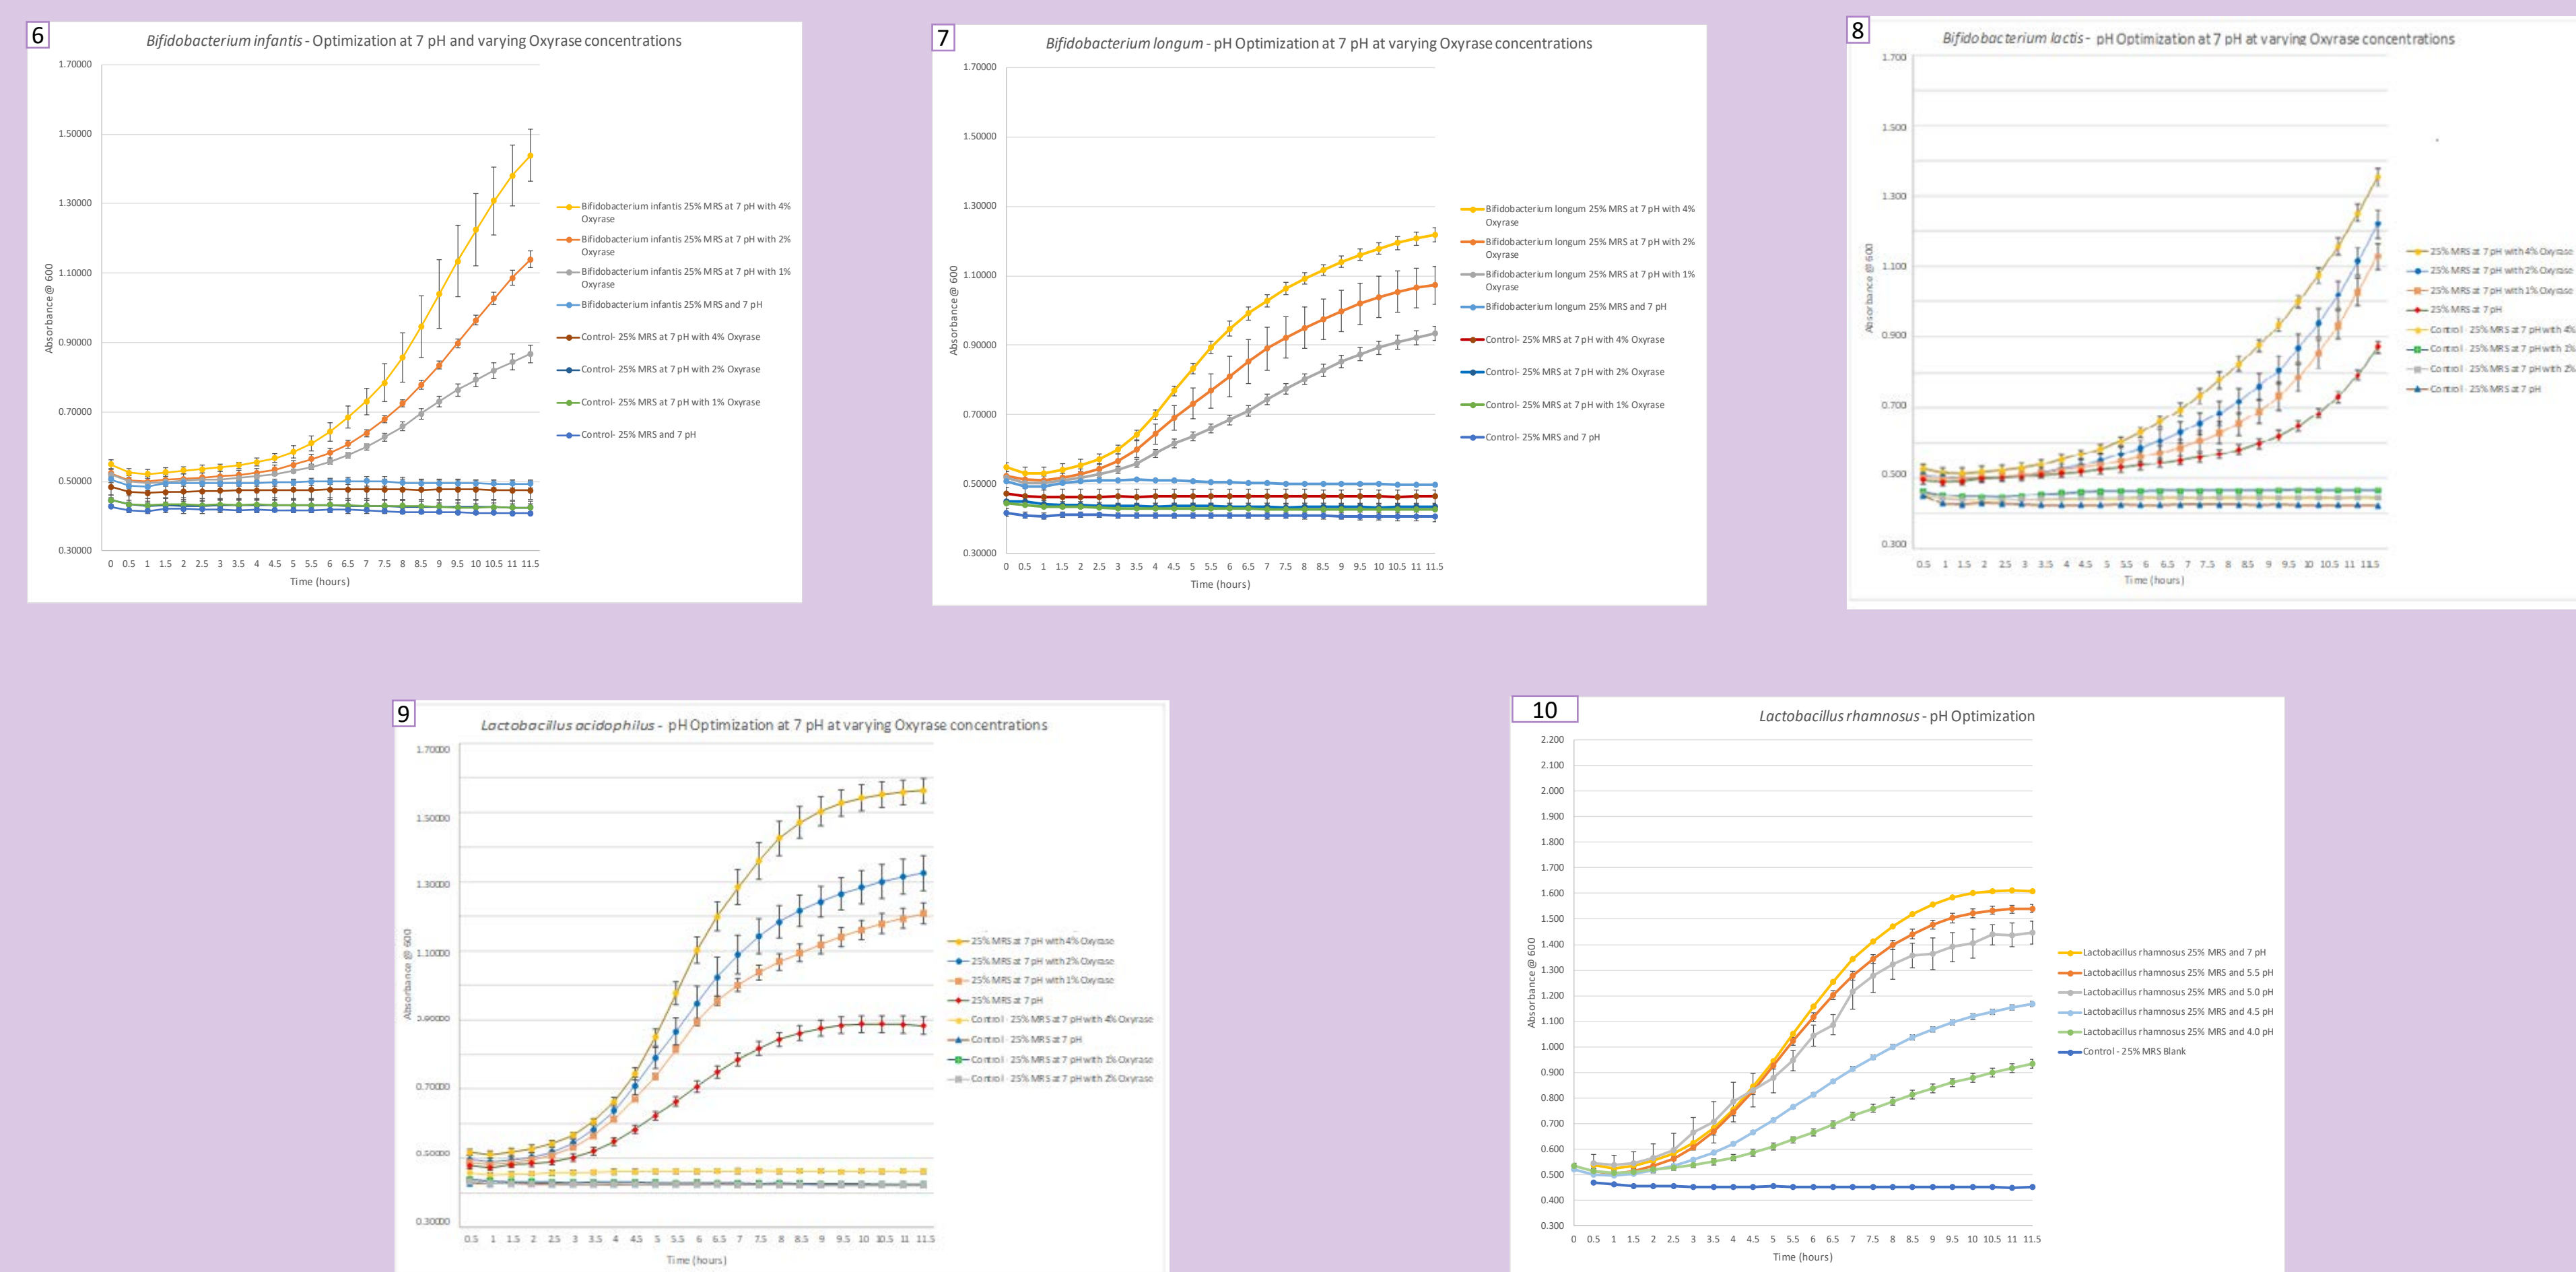 6
Bifidobacterium infantis - Optimization at 7 pH and varying Oxyrase concentrations
1.70000
1.50000
1.30000
1.10000
0.90000
0.70000
0.50000
0.30000
Absorbance @ 600
0 0.5 1 1.5 2 2.5 3 3.5 4 4.5 5 5.5 6 6.5 7 7.5 8 8.5 9 9.5 10 10.5 11 11.5
Time (hours)
Bifidobacterium infantis 25% MRS at 7 pH with 4%
Oxyrase
Bifidobacterium infantis 25% MRS at 7 pH with 2%
Oxyrase
Bifidobacterium infantis 25% MRS at 7 pH with 1%
Oxyrase
Bifidobacterium infantis 25% MRS and 7 pH
Control- 25% MRS at 7 pH with 4% Oxyrase
Control- 25% MRS at 7 pH with 2% Oxyrase
Control- 25% MRS at 7 pH with 1% Oxyrase
Control- 25% MRS and 7 pH
7
Bifidobacterium longum - pH Optimization at 7 pH at varying Oxyrase concentrations
1.70000
1.50000
1.30000
1.10000
0.90000
0.70000
0.50000
0.30000
Absorbance @ 600
0 0.5 1 1.5 2 2.5 3 3.5 4 4.5 5 5.5 6 6.5 7 7.5 8 8.5 9 9.5 10 10.5 11 11.5
Time (hours)
Bifidobacterium longum 25% MRS at 7 pH with 4%
Oxyrase
Bifidobacterium longum 25% MRS at 7 pH with 2%
Oxyrase
Bifidobacterium longum 25% MRS at 7 pH with 1%
Oxyrase
Bifidobacterium longum 25% MRS and 7 pH
Control- 25% MRS at 7 pH with 4% Oxyrase
Control- 25% MRS at 7 pH with 2% Oxyrase
Control- 25% MRS at 7 pH with 1% Oxyrase
Control- 25% MRS and 7 pH
8
Bifidobacterium lactis - pH Optimization at 7 pH at varying Oxyrase concentrations
1.700
1.500
1.300
1.100
0.900
0.700
0.500
0.300
Absorbance @ 600
0.5 1 1.5 2 2.5 3 3.5 4 4.5 5 5.5 6 6.5 7 7.5 8 8.5 9 9.5 10 10.5 11 11.5
Time (hours)
25% MRS at 7 pH with 4% Oxyrase
25% MRS at 7 pH with 2% Oxyrase
25% MRS at 7 pH with 1% Oxyrase
25% MRS at 7 pH
Control - 25% MRS at 7 pH with 4%
Control - 25% MRS at 7 pH with 1%
Control - 25% MRS at 7 pH with 2%
Control - 25% MRS at 7 pH
9
Lactobacillus acidophilus - pH Optimization at 7 pH at varying Oxyrase concentrations
1.70000
1.50000
1.30000
1.10000
0.90000
0.70000
0.50000
0.30000
Absorbance @ 600
0.5 1 1.5 2 2.5 3 3.5 4 4.5 5 5.5 6 6.5 7 7.5 8 8.5 9 9.5 10 10.5 11 11.5
Time (hours)
25% MRS at 7 pH with 4% Oxyrase
25% MRS at 7 pH with 2% Oxyrase
25% MRS at 7 pH with 1% Oxyrase
25% MRS at 7 pH
Control - 25% MRS at 7 pH with 4% Oxyrase
Control - 25% MRS at 7 pH
Control - 25% MRS at 7 pH with 1% Oxyrase
Control - 25% MRS at 7 pH with 2% Oxyrase
10
Lactobacillus rhamnosus - pH Optimization
2.200
2.100
2.000
1.900
1.800
1.700
1.600
1.500
1.400
1.300
1.200
1.100
1.000
0.900
0.800
0.700
0.600
0.500
0.400
0.300
Absorbance @ 600
0 0.5 1 1.5 2 2.5 3 3.5 4 4.5 5 5.5 6 6.5 7 7.5 8 8.5 9 9.5 10 10.5 11 11.5
Time (hours)
Lactobacillus rhamnosus 25% MRS and 7 pH
Lactobacillus rhamnosus 25% MRS and 5.5 pH
Lactobacillus rhamnosus 25% MRS and 5.0 pH
Lactobacillus rhamnosus 25% MRS and 4.5 pH
Lactobacillus rhamnosus 25% MRS and 4.0 pH
Control - 25% MRS Blank